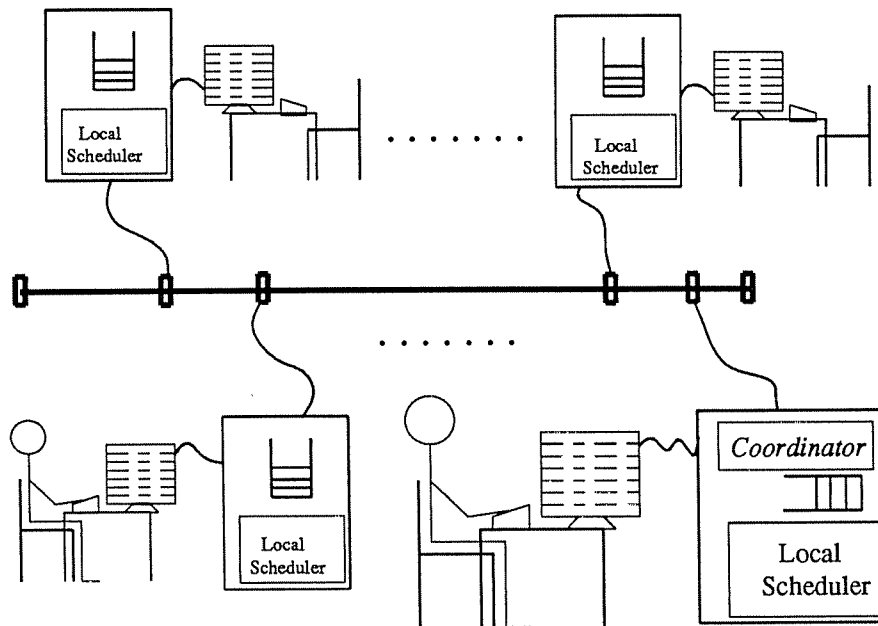 Local
Scheduler
Local
Scheduler
Local
Scheduler
Coordinator
Local
Scheduler